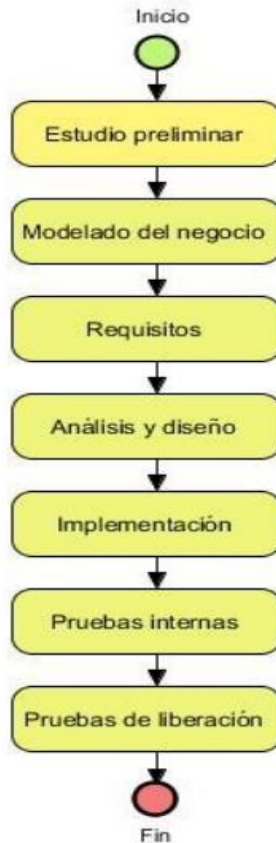 Inicio
Estudio preliminar
Modelado del negocio
Requisitos
Análisis y diseño
Implementación
Pruebas internas
Pruebas de liberación
Fin